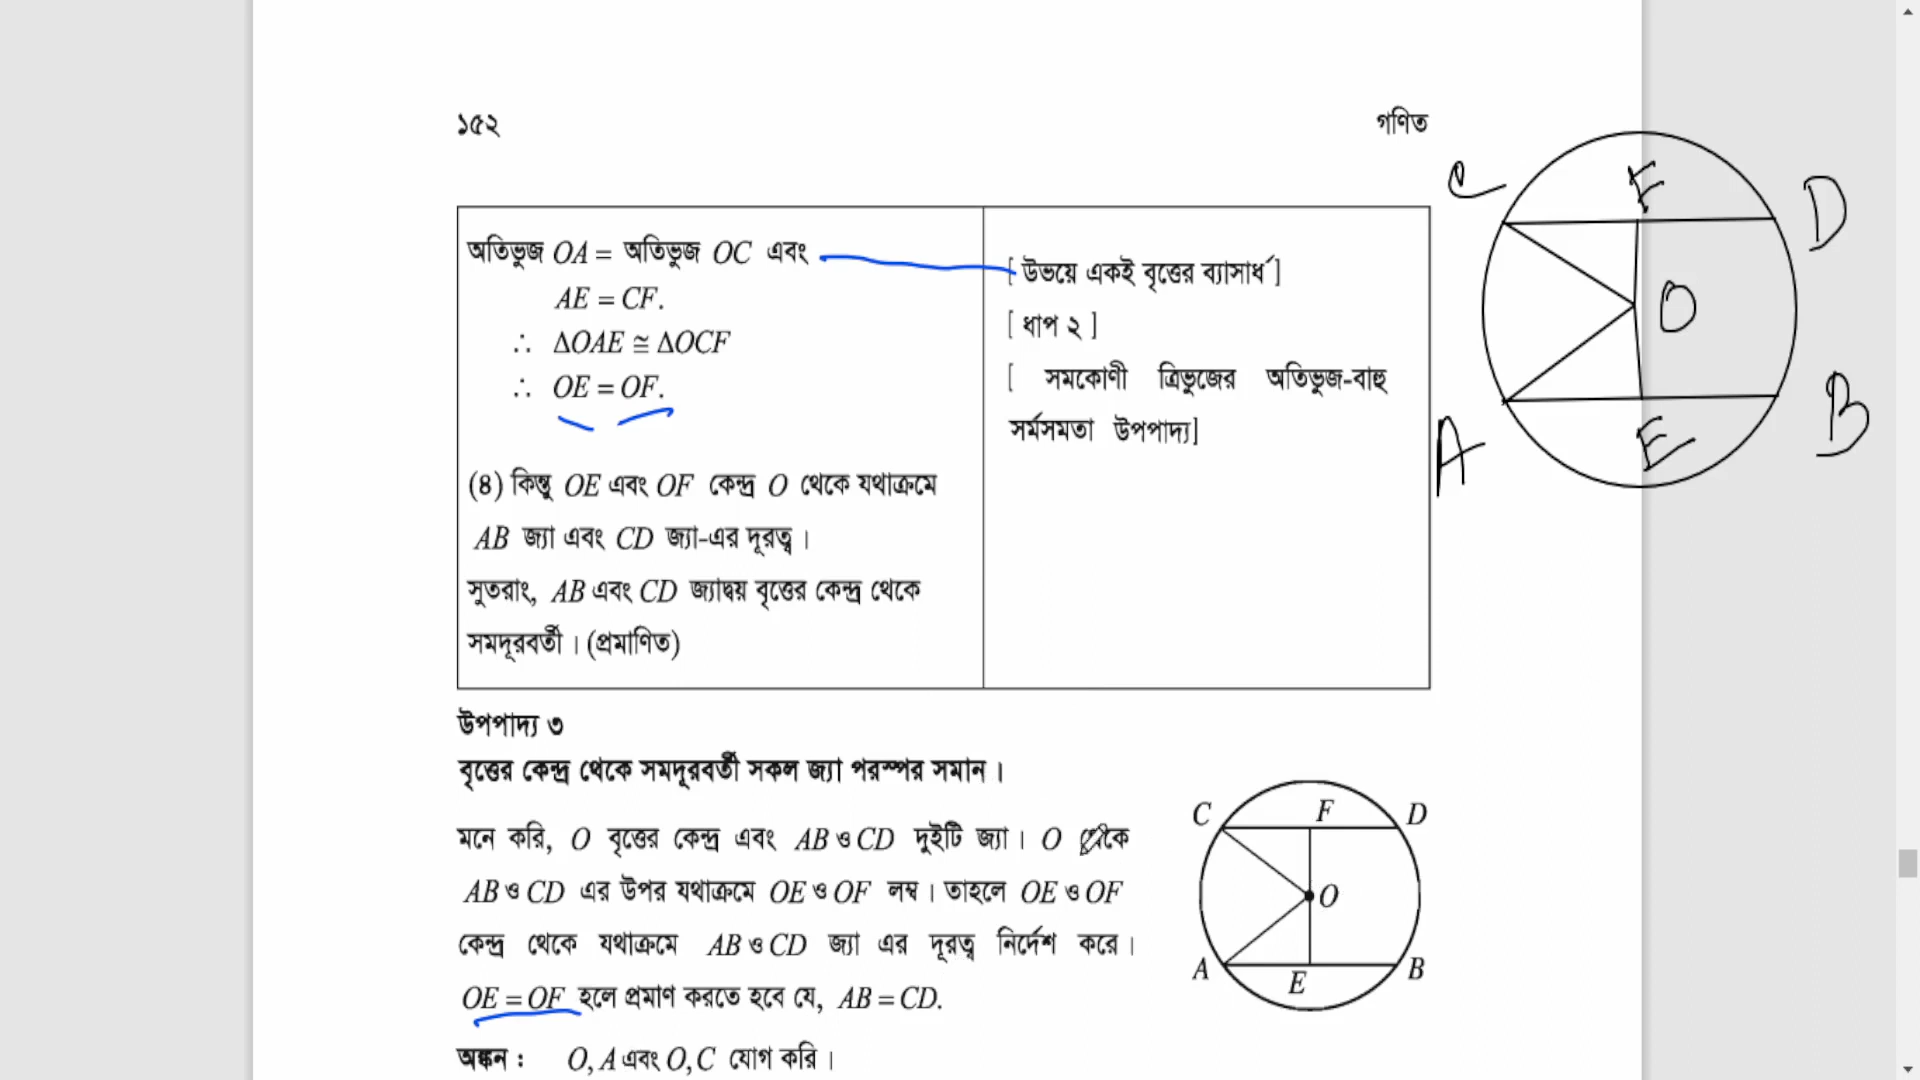 ১৫২
গণিত
অতিভুজ OA = অতিভুজ OC এবং
AE = CF.
∴ ΔOAE ≅ ΔOCF
∴ OE = OF.
(৪) কিন্তু OE এবং OF কেন্দ্র O থেকে যথাক্রমে
AB জ্যা এবং CD জ্যা-এর দূরত্ব।
সুতরাং, AB এবং CD জ্যাদ্বয় বৃত্তের কেন্দ্র থেকে
সমদূরবর্তী। (প্রমাণিত)
[ উভয়ে একই বৃত্তের ব্যাসার্ধ]
[ ধাপ ২ ]
[ সমকোণী ত্রিভুজের অতিভুজ-বাহু
সর্মসমতা উপপাদ্য]
C
F
D
O
A
E
B
উপপাদ্য ৩
বৃত্তের কেন্দ্র থেকে সমদূরবর্তী সকল জ্যা পরস্পর সমান।
মনে করি, O বৃত্তের কেন্দ্র এবং AB ও CD দুইটি জ্যা। O থেকে
AB ও CD এর উপর যথাক্রমে OE ও OF লম্ব। তাহলে OE ও OF
কেন্দ্র থেকে যথাক্রমে AB ও CD জ্যা এর দূরত্ব নির্দেশ করে।
OE = OF হলে প্রমাণ করতে হবে যে, AB = CD.
C
F
D
O
A
E
B
অঙ্কন : O, A এবং O, C যোগ করি।